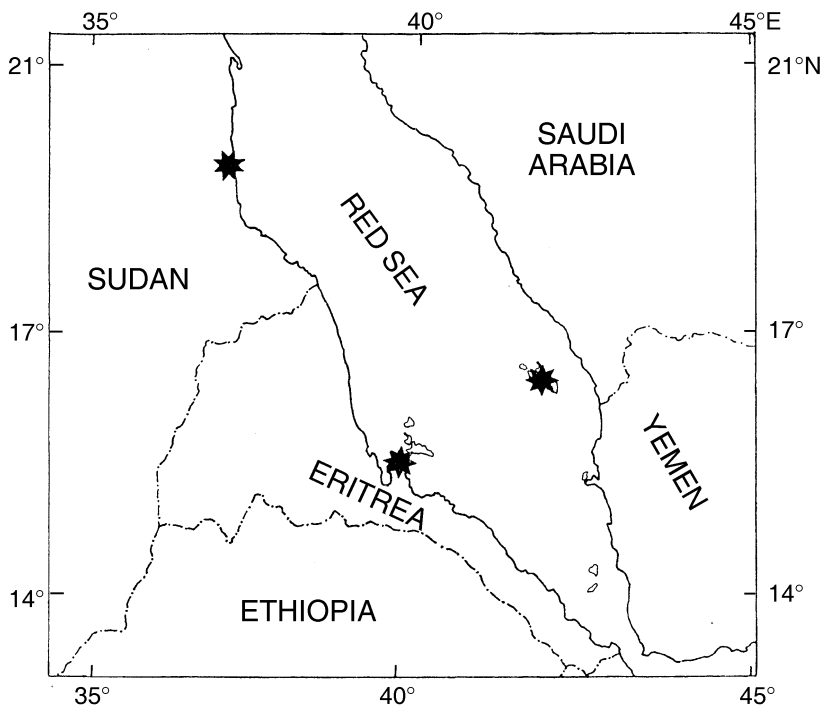 35° 40° 45°E
21° 21°N
SAUDI
ARABIA
RED SEA
SUDAN
17° 17°
YEMEN
ERITREA
14° 14°
ETHIOPIA
35° 40° 45°